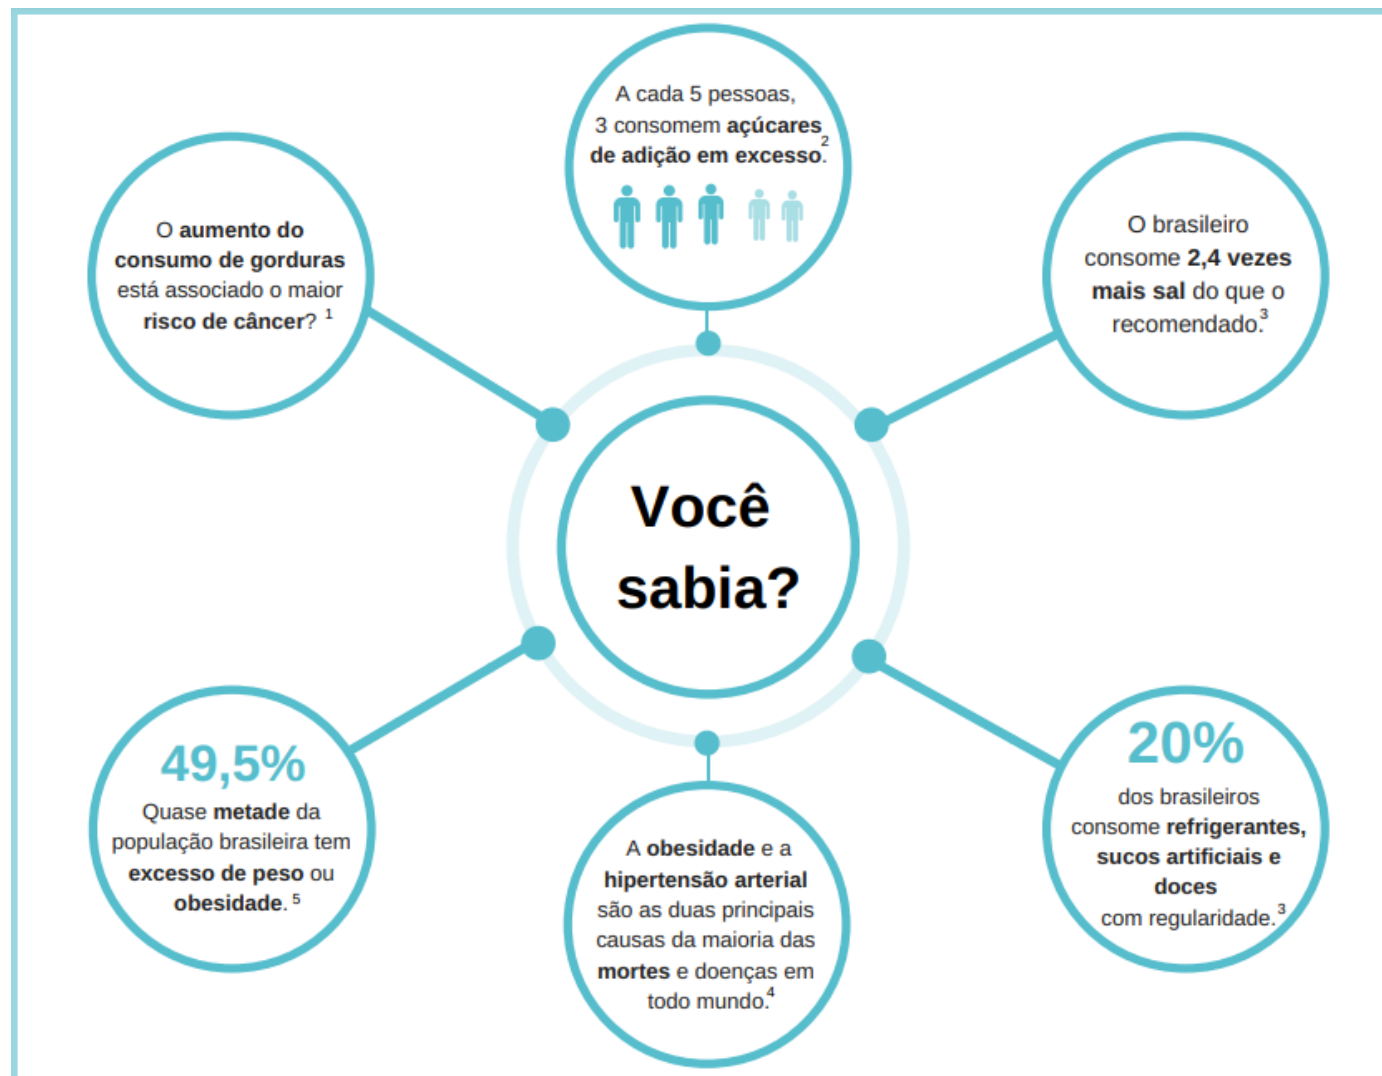 A cada 5 pessoas,
3 consomem açúcares
de adição em excesso.2
O aumento do
consumo de gorduras
está associado o maior
risco de câncer? 1
O brasileiro
consome 2,4 vezes
mais sal do que o
recomendado.3
Você
sabia?
49,5%
Quase metade da
população brasileira tem
excesso de peso ou
obesidade. 5
A obesidade e a
hipertensão arterial
são as duas principais
causas da maioria das
mortes e doenças em
todo mundo.4
20%
dos brasileiros
consome refrigerantes,
sucos artificiais e
doces
com regularidade.3